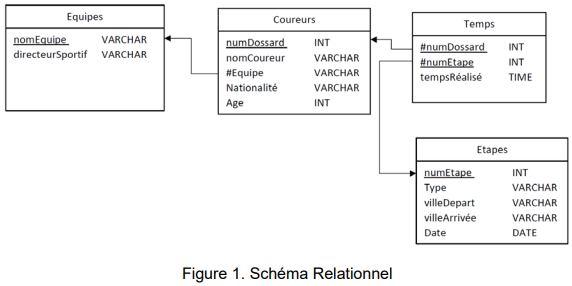 Equipes
nomEquipe VARCHAR
directeurSportif VARCHAR
Coureurs
numDossard INT
nomCoureur VARCHAR
#Equipe VARCHAR
Nationalité VARCHAR
Age INT
Temps
#numDossard INT
#numEtape INT
tempsRéalisé TIME
Etapes
numEtape INT
Type VARCHAR
villeDepart VARCHAR
villeArrivée VARCHAR
Date DATE
Figure 1. Schéma Relationnel